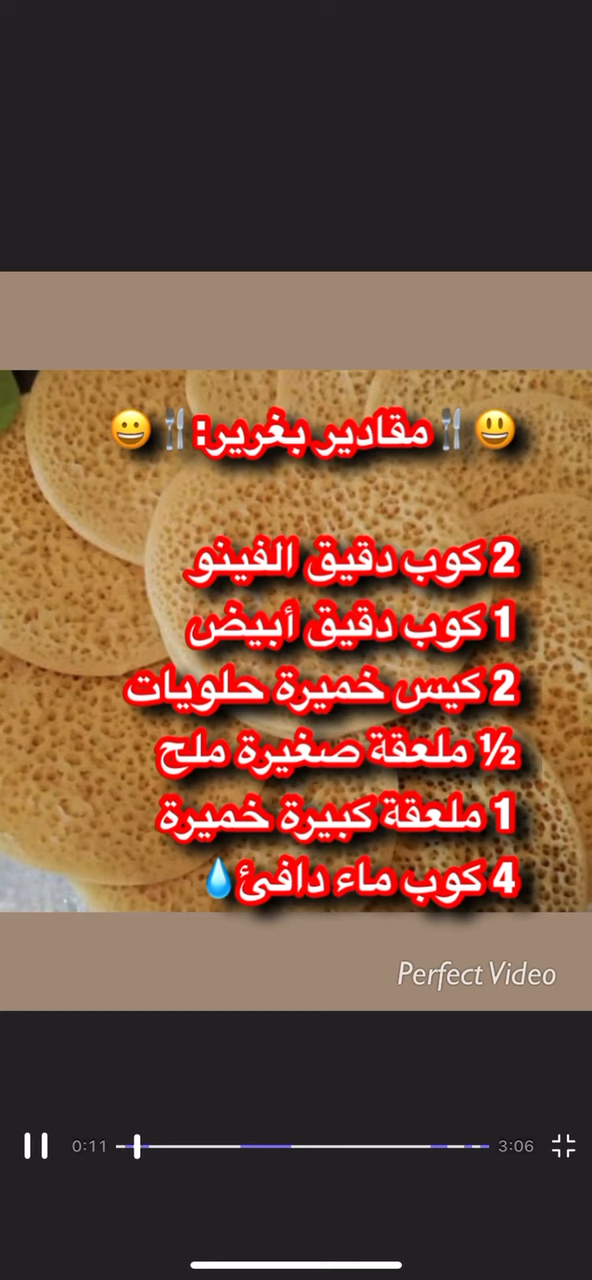 😃🍴مقادير بغرير:🍴😀
2 كوب دقيق الفينو
1 كوب دقيق أبيض
2 كيس خميرة حلويات
½ ملعقة صغيرة ملح
1 ملعقة كبيرة خميرة
4 كوب ماء دافئ💧
Perfect Video
0:11 3:06